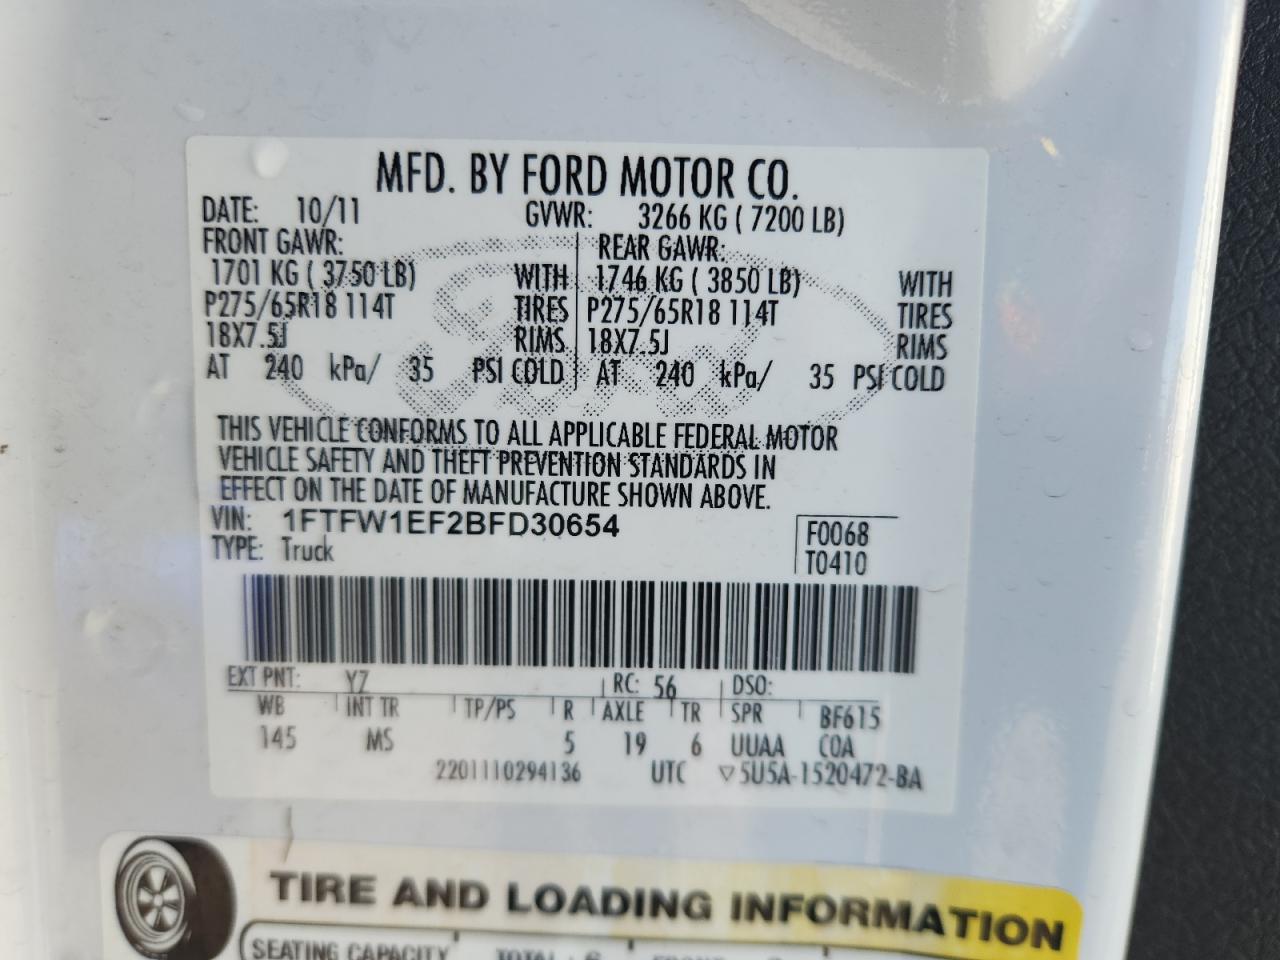 MFD. BY FORD MOTOR CO.
DATE: 10/11 GVWR: 3266 KG ( 7200 LB)
FRONT GAWR: REAR GAWR:
1701 KG ( 3750 LB) WITH 1746 KG ( 3850 LB) WITH
P275/65R18 114T TIRES P275/65R18 114T TIRES
18X7.5J RIMS 18X7.5J RIMS
AT 240 kPa/ 35 PSI COLD AT 240 kPa/ 35 PSI COLD
THIS VEHICLE CONFORMS TO ALL APPLICABLE FEDERAL MOTOR
VEHICLE SAFETY AND THEFT PREVENTION STANDARDS IN
EFFECT ON THE DATE OF MANUFACTURE SHOWN ABOVE.
VIN: 1FTFW1EF2BFD30654 F0068
TYPE: Truck T0410
EXT PNT: YZ RC: 56 DSO:
WB INT TR TP/PS R AXLE TR SPR BF615
145 MS 5 19 6 UUAA COA
2201110294136 UTC ▽5U5A-1520472-BA
TIRE AND LOADING INFORMATION
SEATING CAPACITY TOTAL